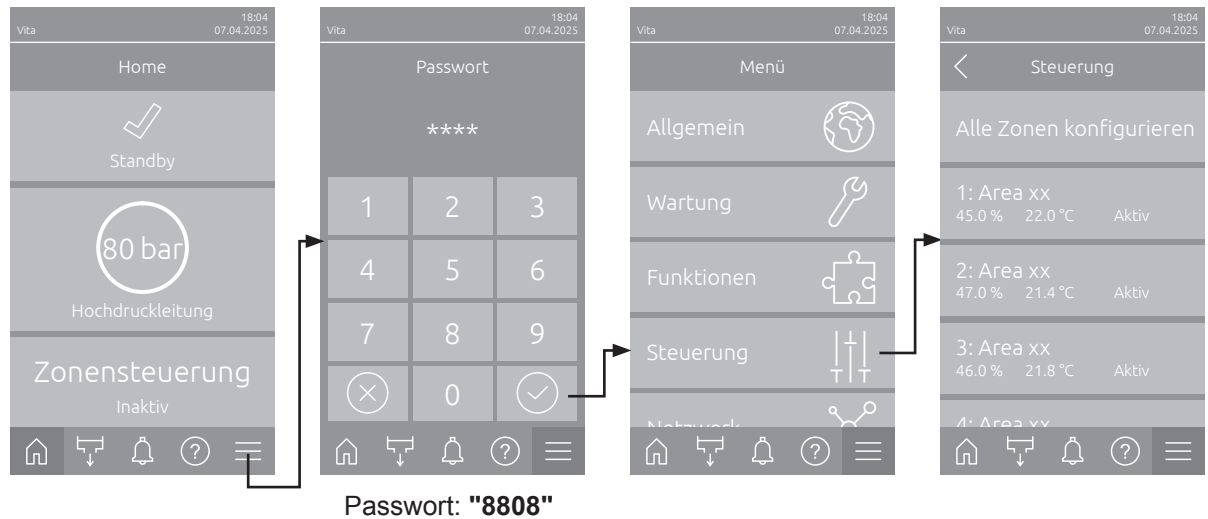 18:04
Vita 07.04.2025
Home
Standby
80 bar
Hochdruckleitung
Zonensteuerung
Inaktiv
?
18:04
Vita 07.04.2025
Passwort
****
1 2 3
4 5 6
7 8 9
0
?
Passwort: "8808"
18:04
Vita 07.04.2025
Menü
Allgemein
Wartung
Funktionen
Steuerung
Netzwerk
?
18:04
Vita 07.04.2025
Steuerung
Alle Zonen konfigurieren
1: Area xx
45.0 % 22.0 °C Aktiv
2: Area xx
47.0 % 21.4 °C Aktiv
3: Area xx
46.0 % 21.8 °C Aktiv
4: Area xx
?